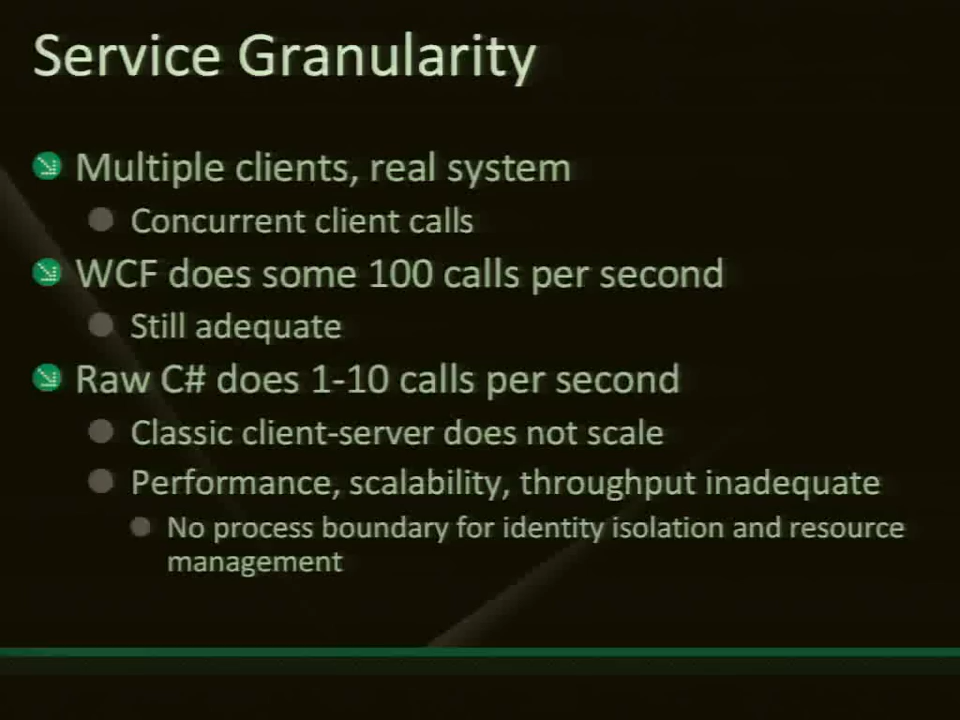 Service Granularity
Multiple clients, real system
Concurrent client calls
WCF does some 100 calls per second
Still adequate
Raw C# does 1-10 calls per second
Classic client-server does not scale
Performance, scalability, throughput inadequate
No process boundary for identity isolation and resource
management